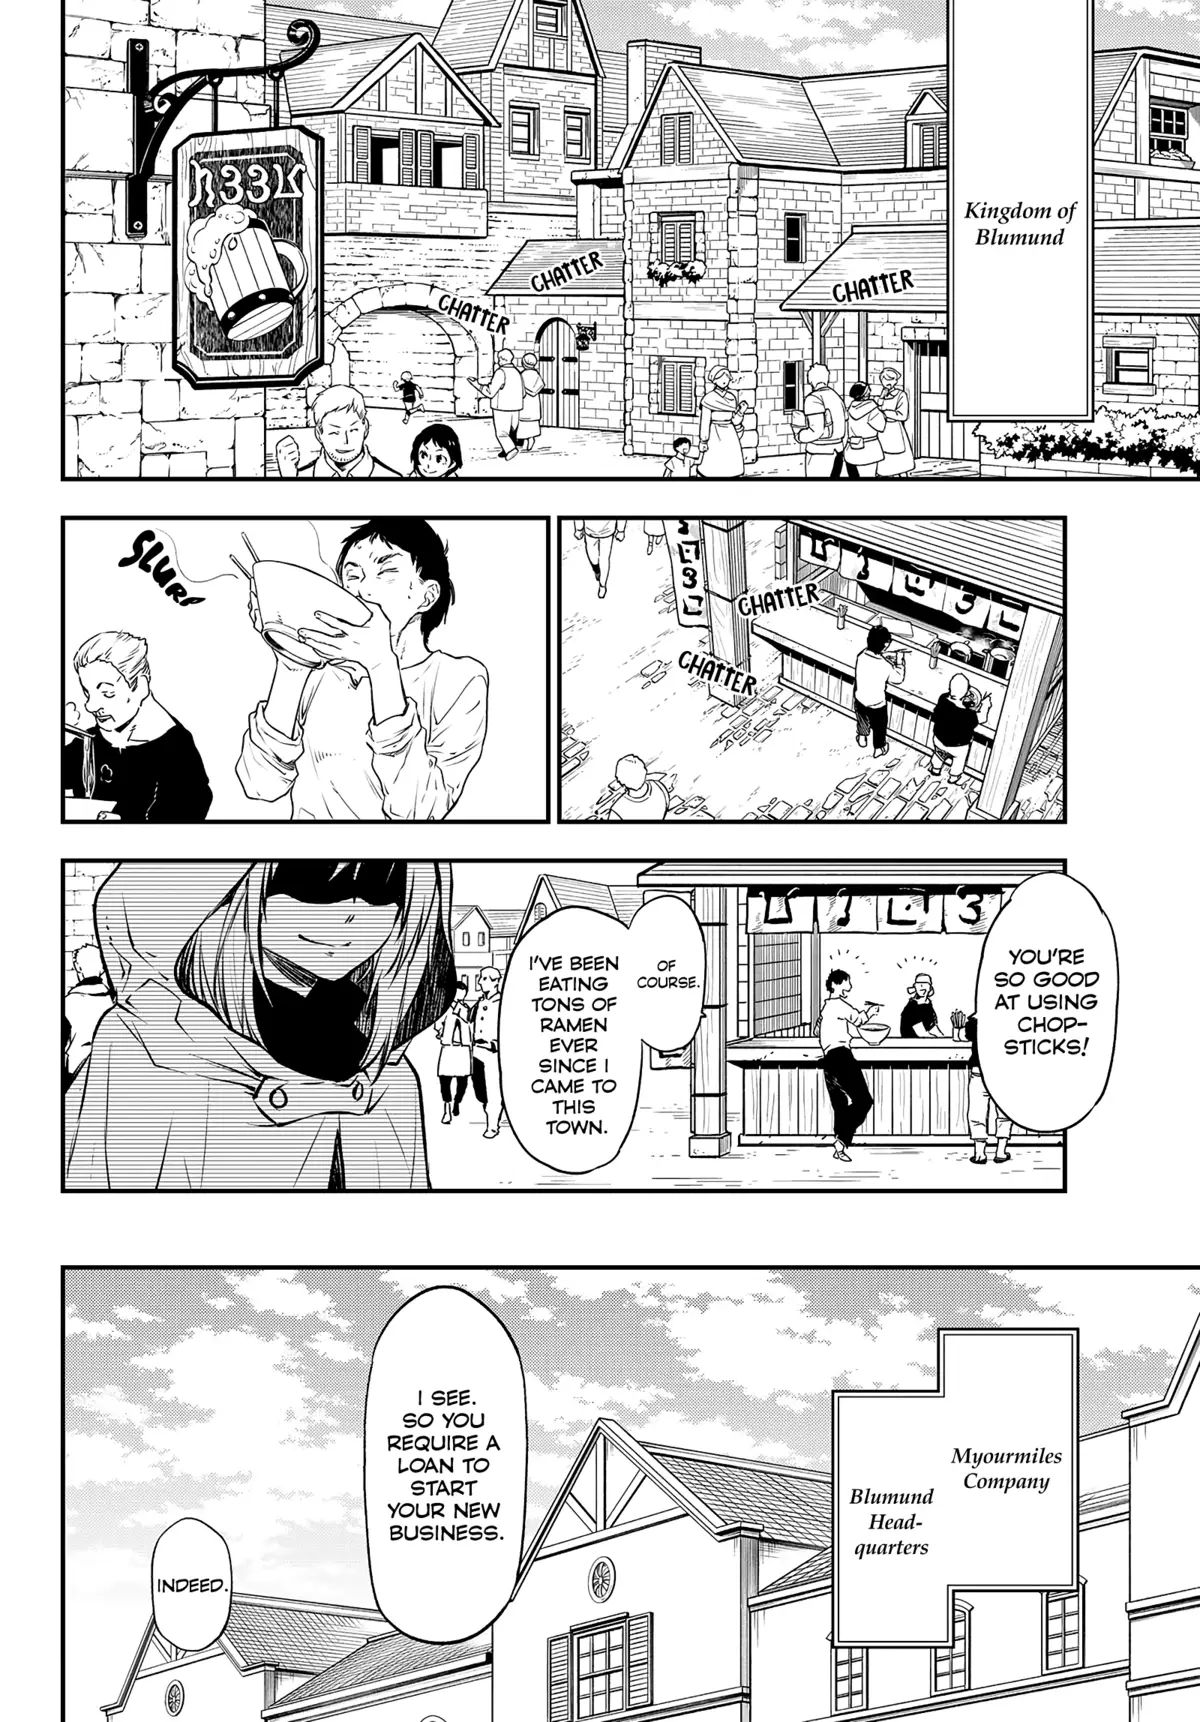 Kingdom of
Blumund
CHATTER
CHATTER
CHATTER
CHATTER
CHATTER
SLURP
YOU'RE
SO GOOD
AT USING
CHOP-
STICKS!
OF
COURSE.
I'VE BEEN
EATING
TONS OF
RAMEN
EVER
SINCE I
CAME TO
THIS
TOWN.
Myourmiles
Company
Blumund
Head-
quarters
I SEE.
SO YOU
REQUIRE A
LOAN TO
START
YOUR NEW
BUSINESS.
INDEED.